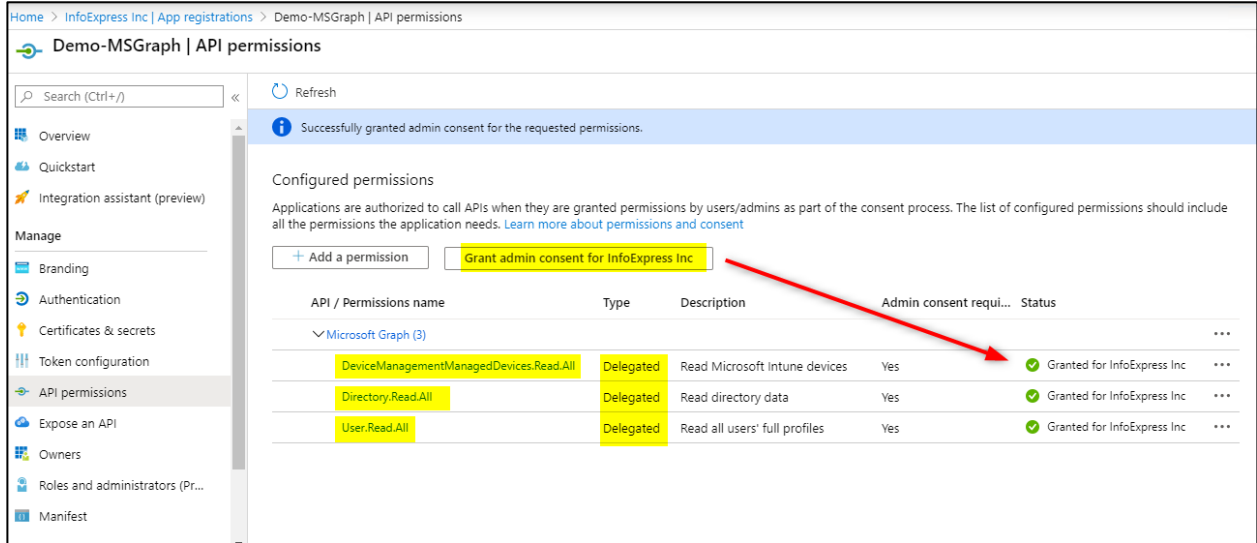 Home > InfoExpress Inc | App registrations > Demo-MSGraph | API permissions
Demo-MSGraph | API permissions
Search (Ctrl+/)
«
Refresh
Successfully granted admin consent for the requested permissions.
Overview
Quickstart
Integration assistant (preview)
Manage
Branding
Authentication
Certificates & secrets
Token configuration
API permissions
Expose an API
Owners
Roles and administrators (Pr...
Manifest
Configured permissions
Applications are authorized to call APIs when they are granted permissions by users/admins as part of the consent process. The list of configured permissions should include
all the permissions the application needs. Learn more about permissions and consent
+ Add a permission Grant admin consent for InfoExpress Inc
API / Permissions name Type Description Admin consent requi... Status
Microsoft Graph (3) ...
DeviceManagementManagedDevices.Read.All Delegated Read Microsoft Intune devices Yes Granted for InfoExpress Inc ...
Directory.Read.All Delegated Read directory data Yes Granted for InfoExpress Inc ...
User.Read.All Delegated Read all users' full profiles Yes Granted for InfoExpress Inc ...